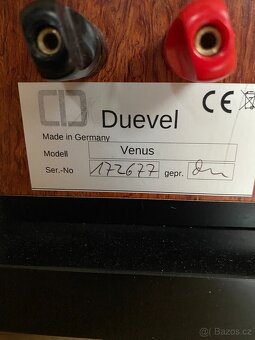 CE
Duevel
Made in Germany
Modell Venus
Ser.-No 172677 gepr.
Bazos.cz